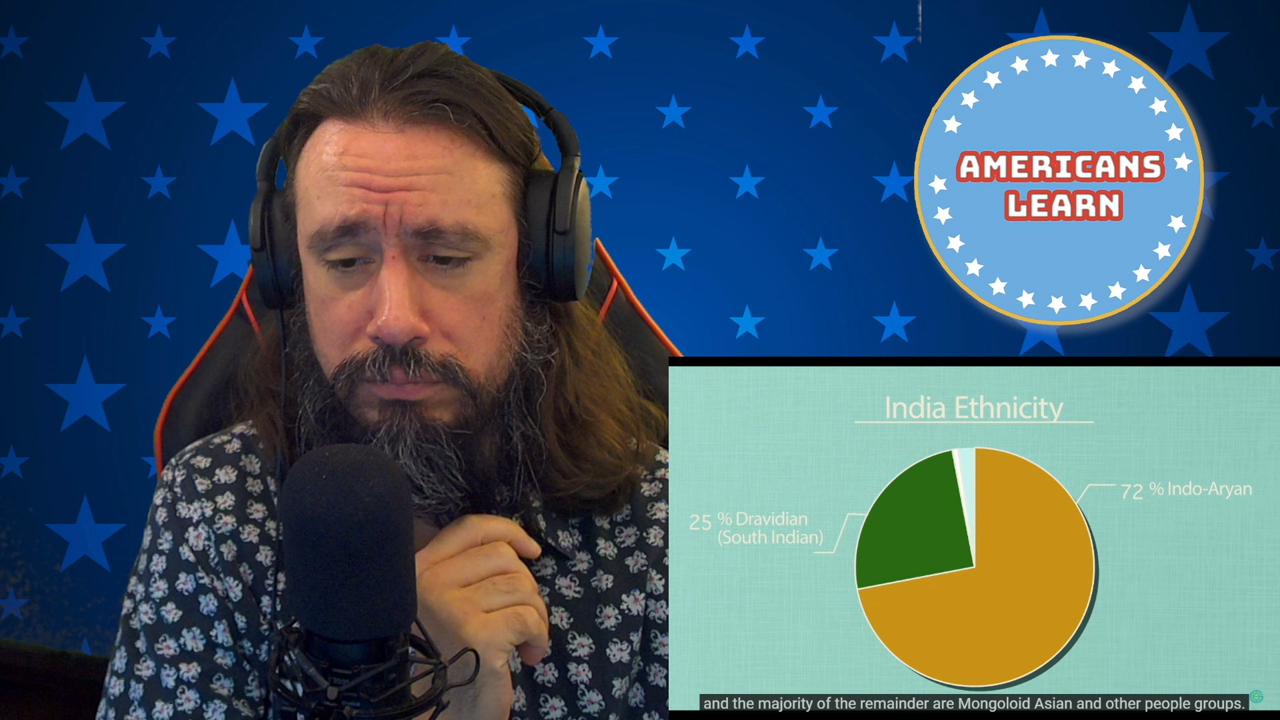 AMERICANS
LEARN
India Ethnicity
72 % Indo-Aryan
25 % Dravidian
(South Indian)
and the majority of the remainder are Mongoloid Asian and other people groups.